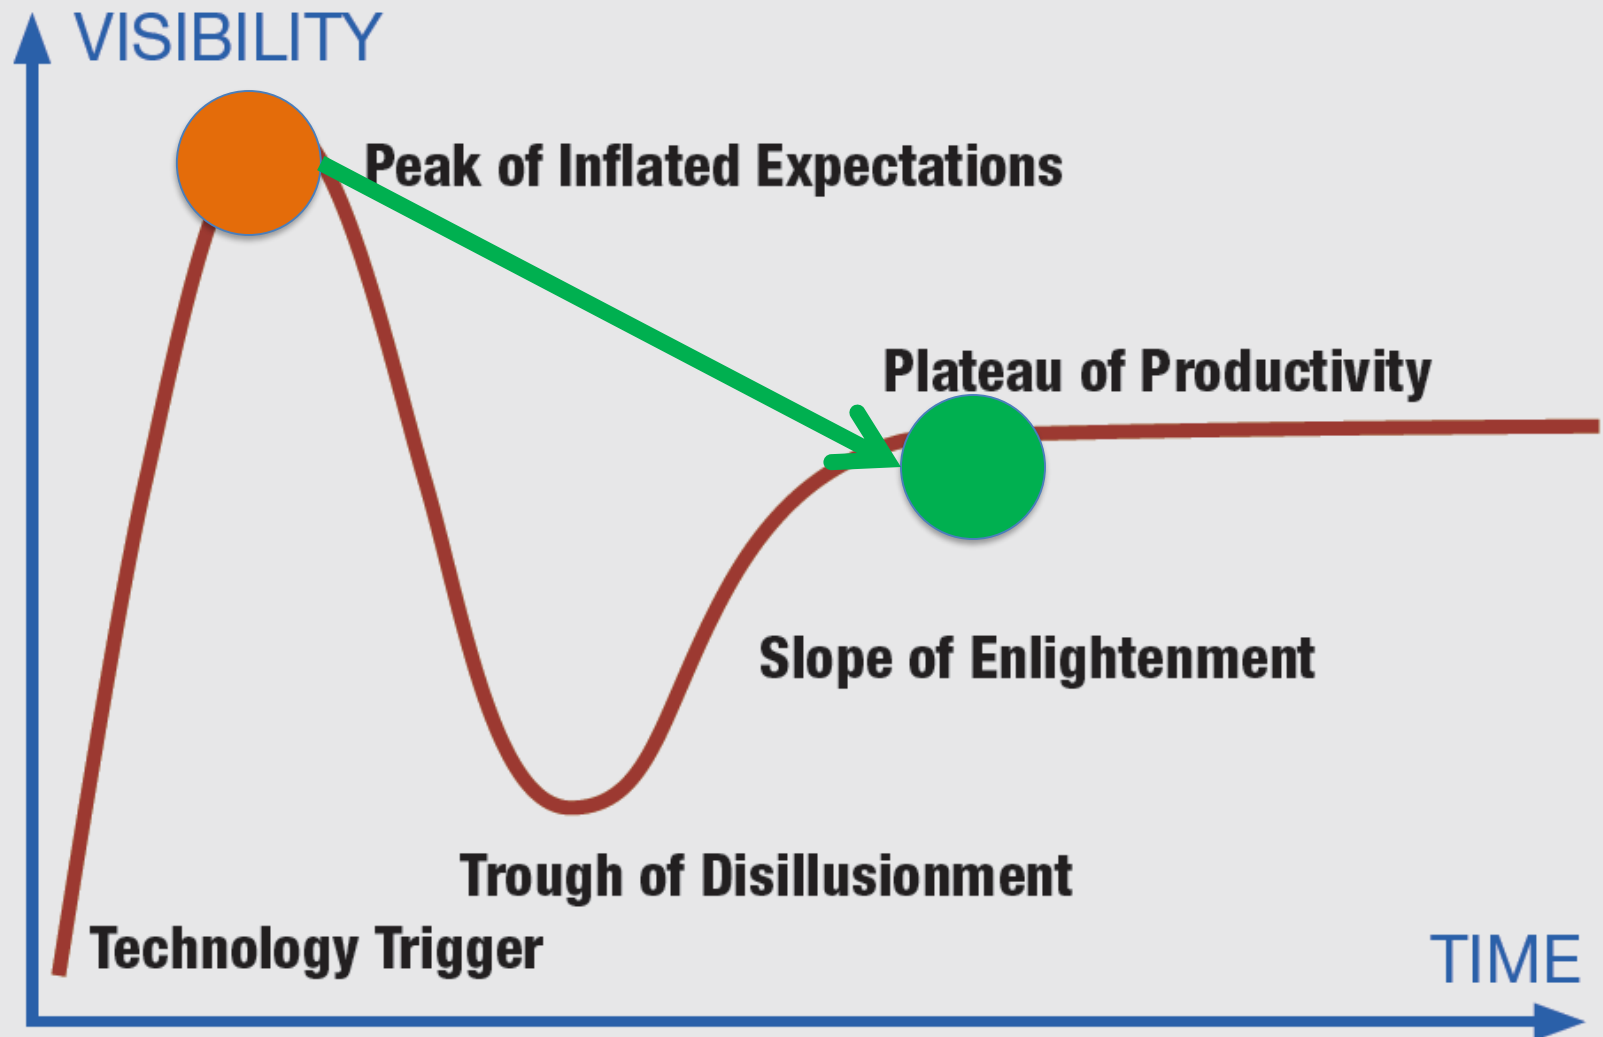 VISIBILITY
Peak of Inflated Expectations
Plateau of Productivity
Slope of Enlightenment
Trough of Disillusionment
Technology Trigger
TIME